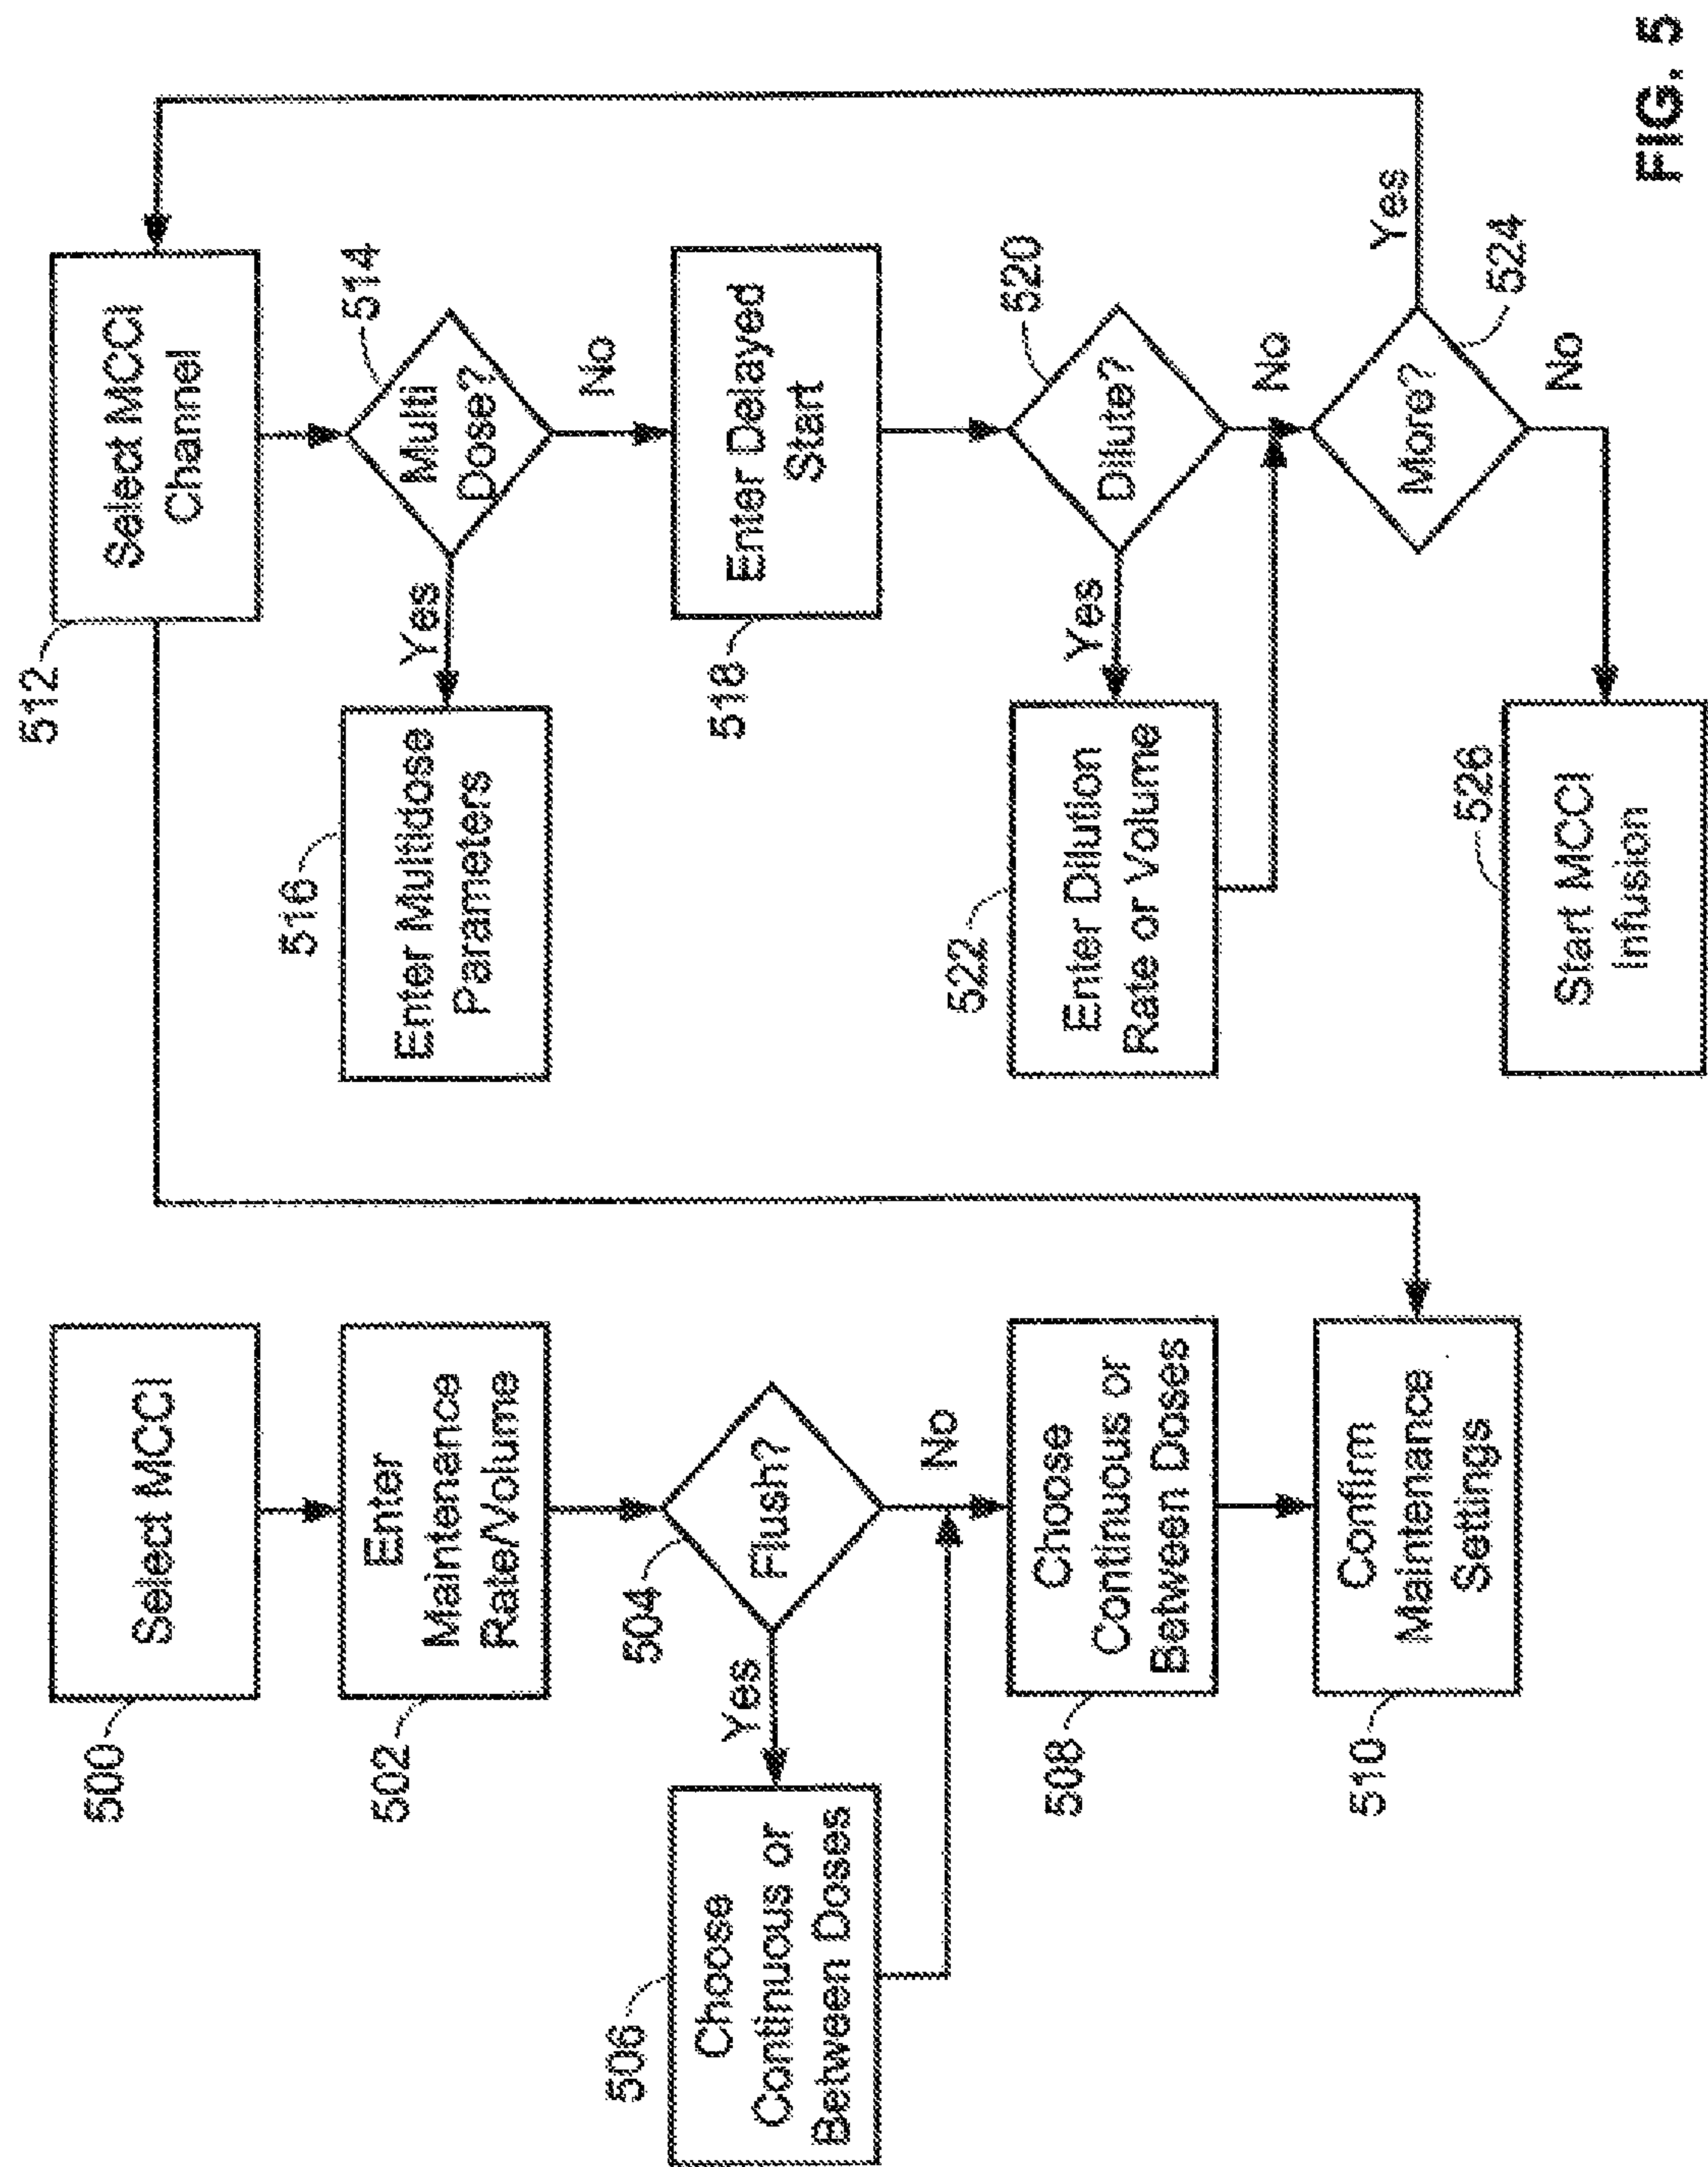 500
Select MCCI
502
Enter
Maintenance
Rate/Volume
504
Flush?
Yes
No
506
Choose
Continuous or
Between Doses
508
Choose
Continuous or
Between Doses
510
Confirm
Maintenance
Settings
512
Select MCCI
Channel
514
Multi
Dose?
Yes
No
516
Enter Multidose
Parameters
518
Enter Delayed
Start
520
Dilute?
Yes
No
522
Enter Dilution
Rate or Volume
524
More?
Yes
No
526
Start MCCI
Infusion
FIG. 5